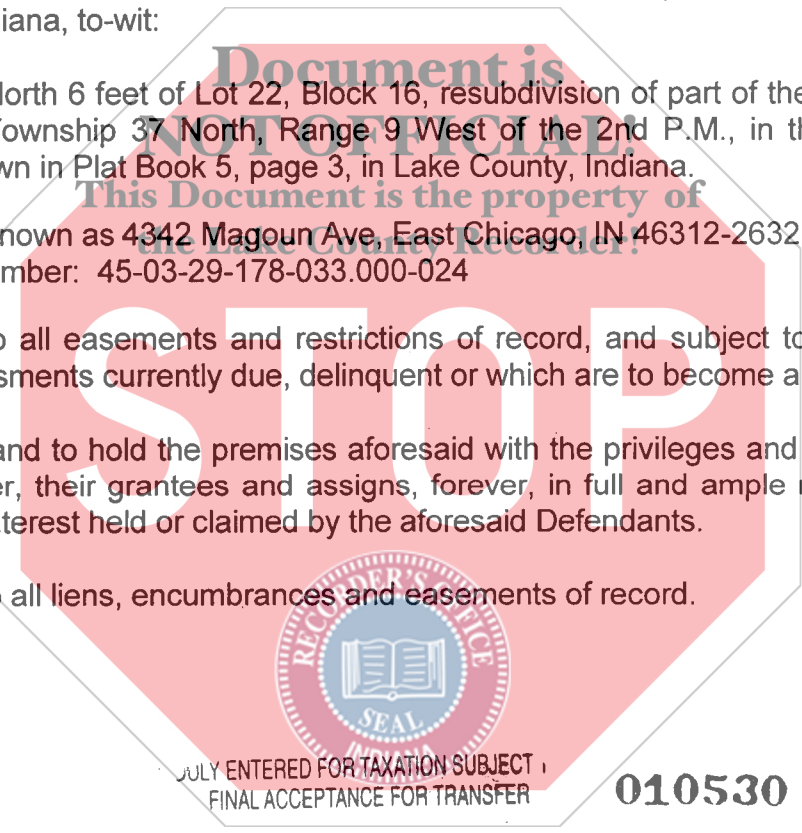 iana, to-wit:
Document is
orth 6 feet of Lot 22, Block 16, resubdivision of part of the
ownship 37 North, Range 9 West of the 2nd P.M., in th
NOT OFFICIAL!
wn in Plat Book 5, page 3, in Lake County, Indiana.
This Document is the property of
nown as 4342 Magoun Ave, East Chicago, IN 46312-2632
the Lake County Recorder!
mber: 45-03-29-178-033.000-024
STOP
o all easements and restrictions of record, and subject to
sments currently due, delinquent or which are to become a
and to hold the premises aforesaid with the privileges and
er, their grantees and assigns, forever, in full and ample
terest held or claimed by the aforesaid Defendants.
all liens, encumbrances and easements of record.
RECORDER'S OFFICE
SEAL
INDIANA
DULY ENTERED FOR TAXATION SUBJECT
FINAL ACCEPTANCE FOR TRANSFER
010530